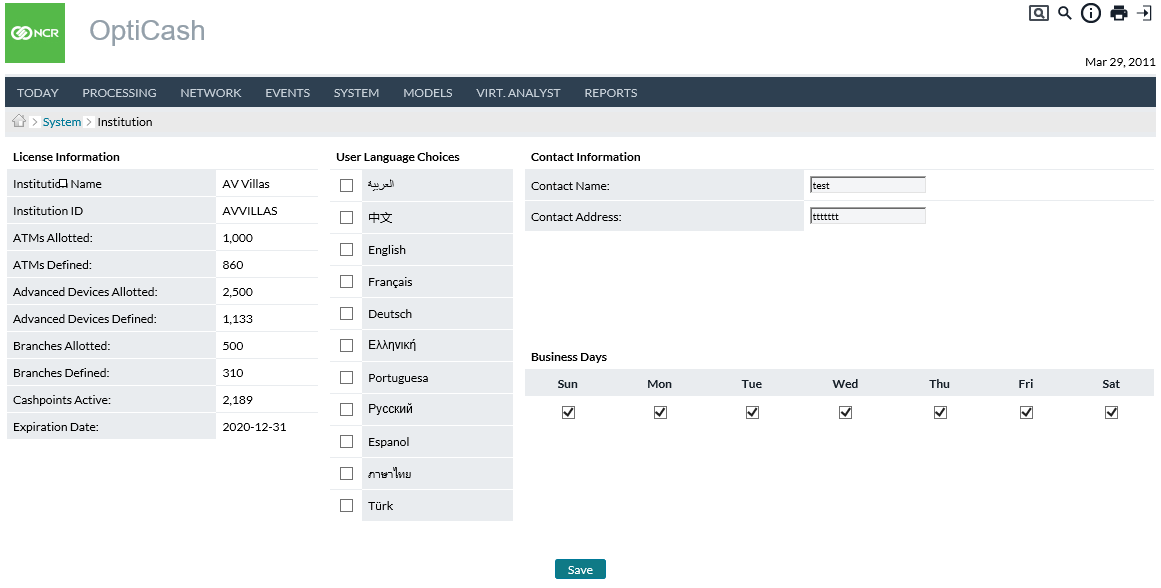 NCR
OptiCash
Mar 29, 2011
TODAY PROCESSING NETWORK EVENTS SYSTEM MODELS VIRT. ANALYST REPORTS
> System > Institution
License Information
Institution Name AV Villas
Institution ID AVVILLAS
ATMs Allotted: 1,000
ATMs Defined: 860
Advanced Devices Allotted: 2,500
Advanced Devices Defined: 1,133
Branches Allotted: 500
Branches Defined: 310
Cashpoints Active: 2,189
Expiration Date: 2020-12-31
User Language Choices
العربية
中文
English
Français
Deutsch
Ελληνική
Portuguesa
Русский
Espanol
ภาษาไทย
Türk
Contact Information
Contact Name: test
Contact Address: ttttttt
Business Days
Sun Mon Tue Wed Thu Fri Sat
Save